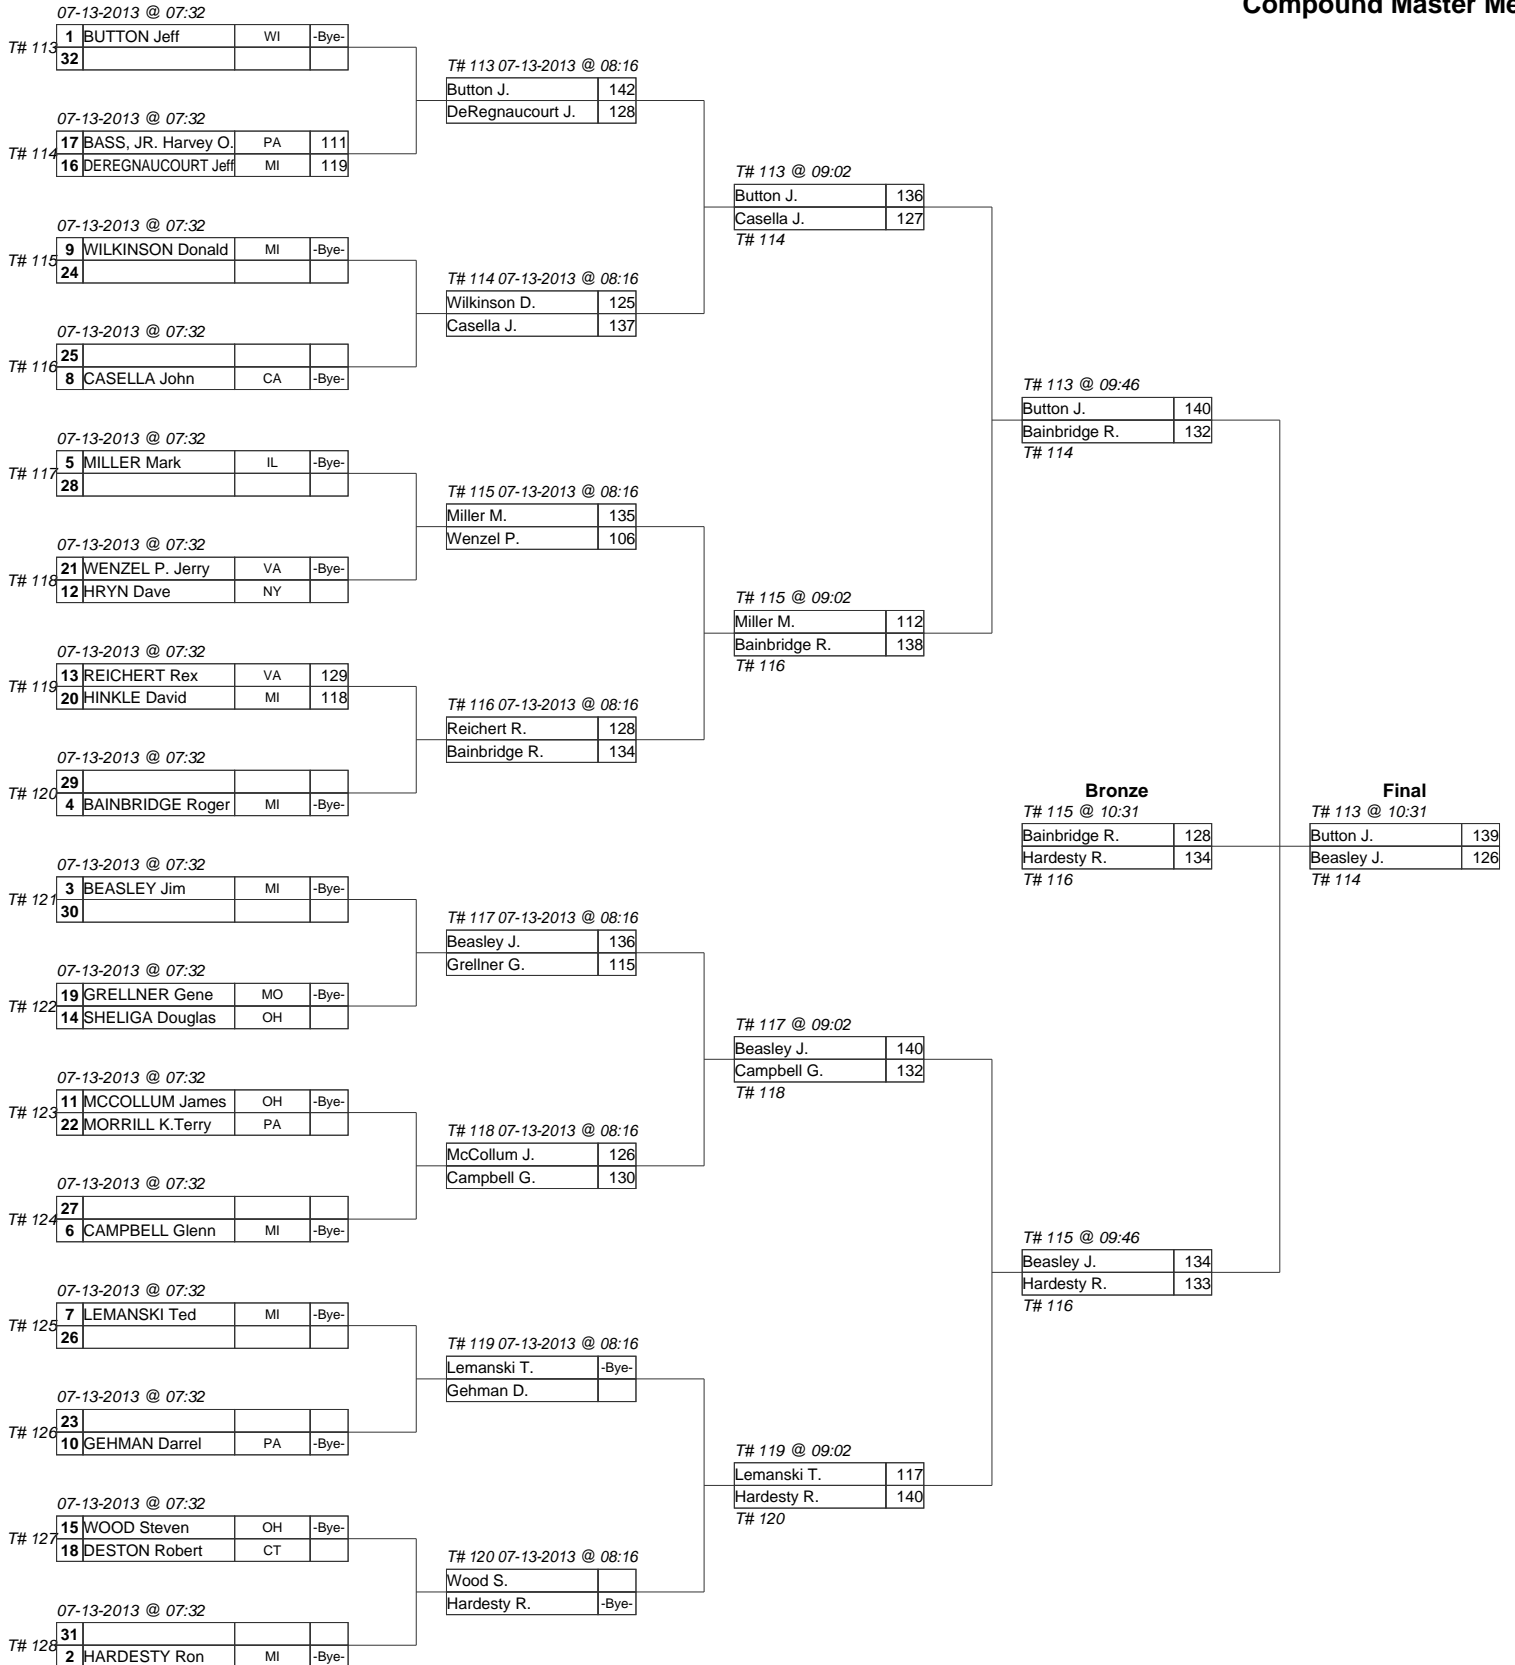 Compound Master Me
07-13-2013 @ 07:32
T# 113
1 BUTTON Jeff WI -Bye-
32
07-13-2013 @ 07:32
T# 114
17 BASS, JR. Harvey O. PA 111
16 DEREGNAUCOURT Jeff MI 119
07-13-2013 @ 07:32
T# 115
9 WILKINSON Donald MI -Bye-
24
07-13-2013 @ 07:32
T# 116
25
8 CASELLA John CA -Bye-
07-13-2013 @ 07:32
T# 117
5 MILLER Mark IL -Bye-
28
07-13-2013 @ 07:32
T# 118
21 WENZEL P. Jerry VA -Bye-
12 HRYN Dave NY
07-13-2013 @ 07:32
T# 119
13 REICHERT Rex VA 129
20 HINKLE David MI 118
07-13-2013 @ 07:32
T# 120
29
4 BAINBRIDGE Roger MI -Bye-
07-13-2013 @ 07:32
T# 121
3 BEASLEY Jim MI -Bye-
30
07-13-2013 @ 07:32
T# 122
19 GRELLNER Gene MO -Bye-
14 SHELIGA Douglas OH
07-13-2013 @ 07:32
T# 123
11 MCCOLLUM James OH -Bye-
22 MORRILL K.Terry PA
07-13-2013 @ 07:32
T# 124
27
6 CAMPBELL Glenn MI -Bye-
07-13-2013 @ 07:32
T# 125
7 LEMANSKI Ted MI -Bye-
26
07-13-2013 @ 07:32
T# 126
23
10 GEHMAN Darrel PA -Bye-
07-13-2013 @ 07:32
T# 127
15 WOOD Steven OH -Bye-
18 DESTON Robert CT
07-13-2013 @ 07:32
T# 128
31
2 HARDESTY Ron MI -Bye-
T# 113 07-13-2013 @ 08:16
Button J. 142
DeRegnaucourt J. 128
T# 114 07-13-2013 @ 08:16
Wilkinson D. 125
Casella J. 137
T# 115 07-13-2013 @ 08:16
Miller M. 135
Wenzel P. 106
T# 116 07-13-2013 @ 08:16
Reichert R. 128
Bainbridge R. 134
T# 117 07-13-2013 @ 08:16
Beasley J. 136
Grellner G. 115
T# 118 07-13-2013 @ 08:16
McCollum J. 126
Campbell G. 130
T# 119 07-13-2013 @ 08:16
Lemanski T. -Bye-
Gehman D.
T# 120 07-13-2013 @ 08:16
Wood S.
Hardesty R. -Bye-
T# 113 @ 09:02
Button J. 136
Casella J. 127
T# 114
T# 115 @ 09:02
Miller M. 112
Bainbridge R. 138
T# 116
T# 117 @ 09:02
Beasley J. 140
Campbell G. 132
T# 118
T# 119 @ 09:02
Lemanski T. 117
Hardesty R. 140
T# 120
T# 113 @ 09:46
Button J. 140
Bainbridge R. 132
T# 114
T# 115 @ 09:46
Beasley J. 134
Hardesty R. 133
T# 116
Bronze
T# 115 @ 10:31
Bainbridge R. 128
Hardesty R. 134
T# 116
Final
T# 113 @ 10:31
Button J. 139
Beasley J. 126
T# 114